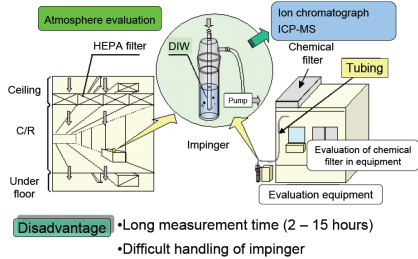 Atmosphere evaluation
Ion chromatograph
ICP-MS
HEPA filter
DIW
Chemical
filter
Tubing
Ceiling
Pump
C/R
Impinger
Evaluation of chemical
filter in equipment
Under
floor
Evaluation equipment
Disadvantage
•Long measurement time (2 – 15 hours)
•Difficult handling of impinger